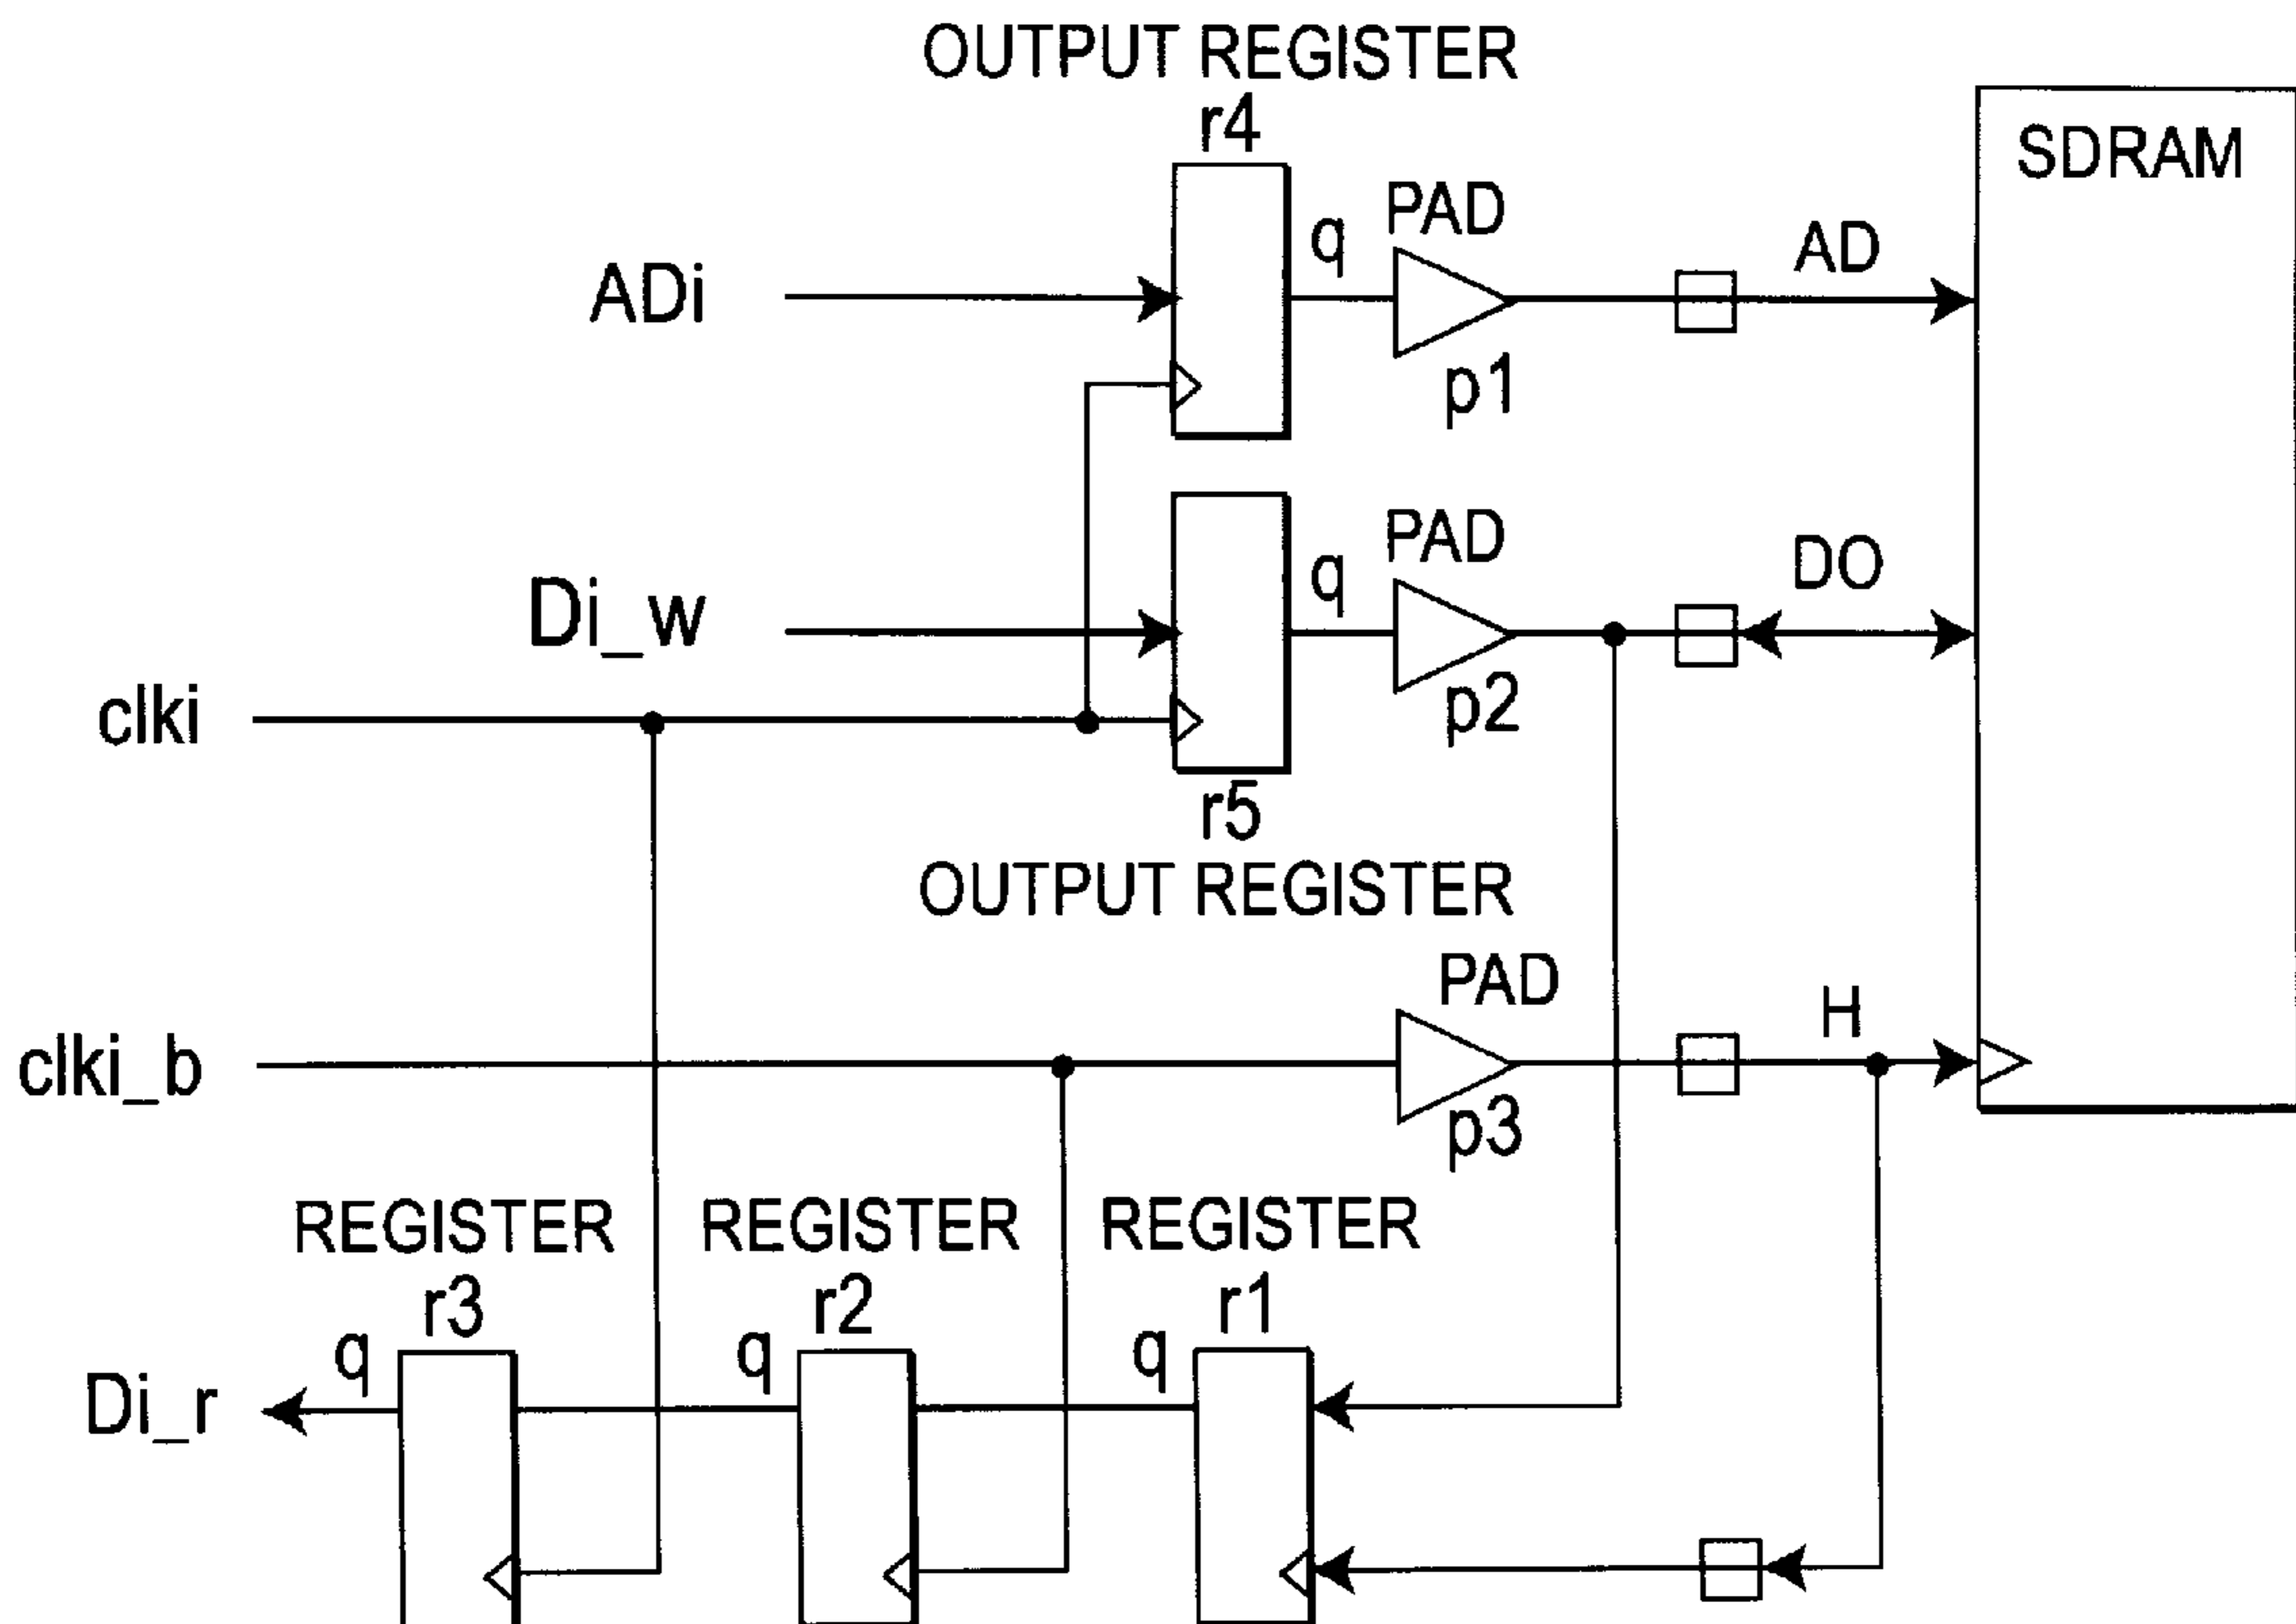 OUTPUT REGISTER
r4
SDRAM
PAD
q
AD
ADi
p1
PAD
q
DO
Di_w
clki
p2
r5
OUTPUT REGISTER
PAD
H
clki_b
p3
REGISTER
REGISTER
REGISTER
r3
r2
r1
q
q
q
Di_r